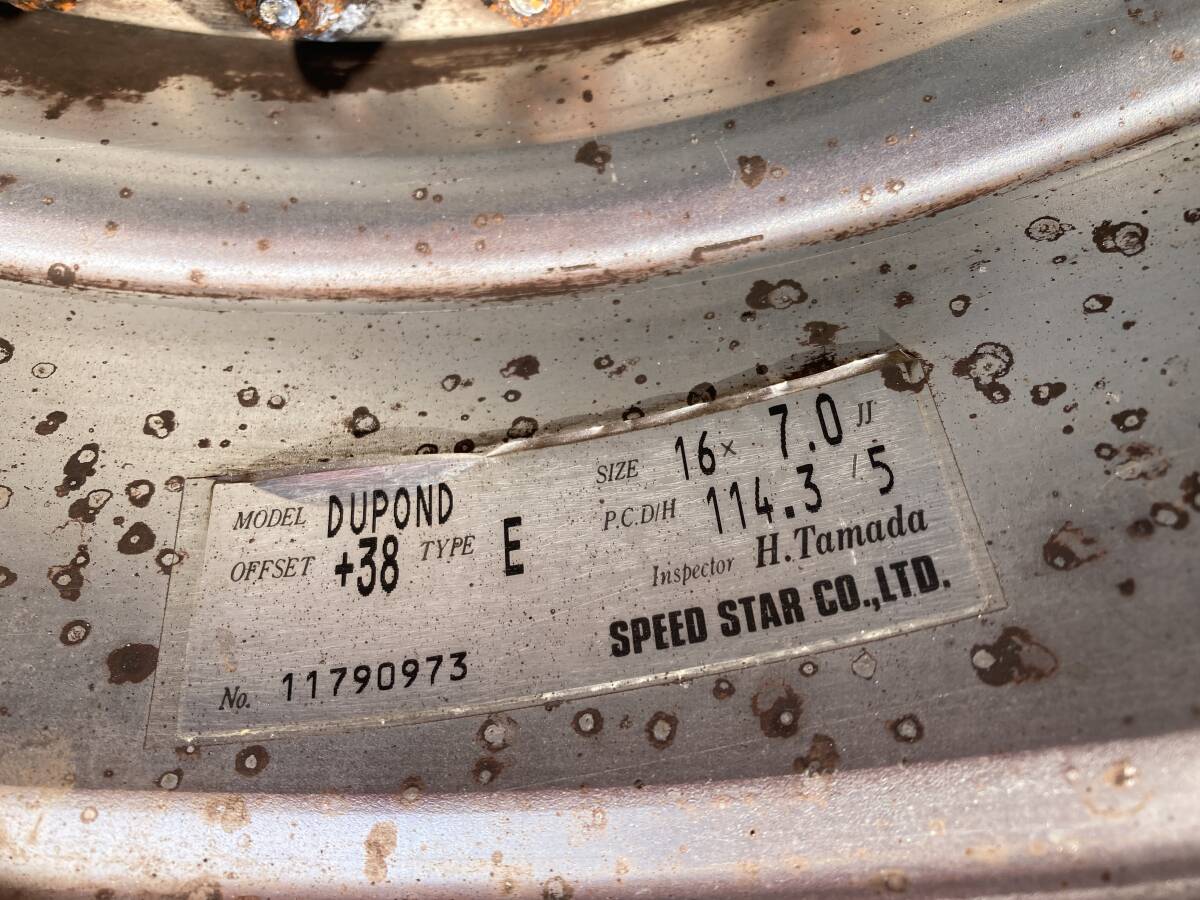 MODEL DUPOND
OFFSET +38 TYPE E
No. 11790973
SIZE 16× 7.0 JJ
P.C.D/H 114.3 /5
Inspector H.Tamada
SPEED STAR CO.,LTD.